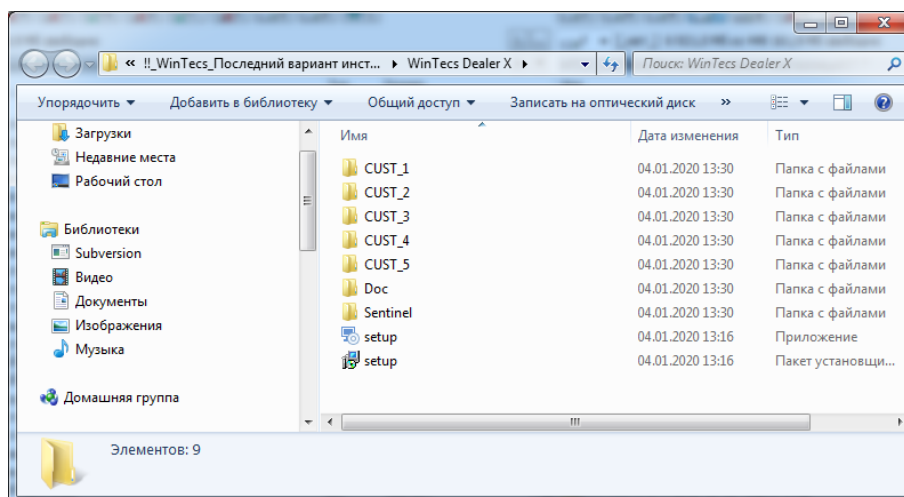 « !!_WinTecs_Последний вариант инст... ▸ WinTecs Dealer X ▸ Поиск: WinTecs Dealer X
Упорядочить Добавить в библиотеку Общий доступ Записать на оптический диск »
Имя Дата изменения Тип
Загрузки
Недавние места
Рабочий стол
Библиотеки
Subversion
Видео
Документы
Изображения
Музыка
Домашняя группа
CUST_1 04.01.2020 13:30 Папка с файлами
CUST_2 04.01.2020 13:30 Папка с файлами
CUST_3 04.01.2020 13:30 Папка с файлами
CUST_4 04.01.2020 13:30 Папка с файлами
CUST_5 04.01.2020 13:30 Папка с файлами
Doc 04.01.2020 13:30 Папка с файлами
Sentinel 04.01.2020 13:30 Папка с файлами
setup 04.01.2020 13:16 Приложение
setup 04.01.2020 13:16 Пакет установщи...
Элементов: 9